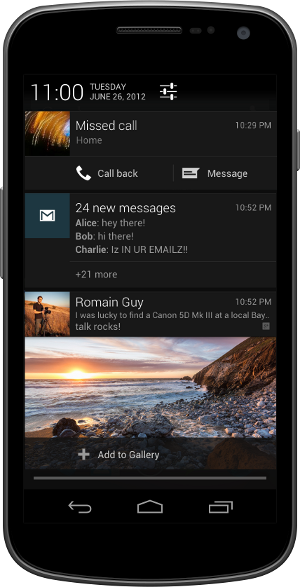 11:00
TUESDAY
JUNE 26, 2012
Missed call
10:29 PM
Home
Call back
Message
24 new messages
10:52 PM
Alice: hey there!
Bob: hi there!
Charlie: Iz IN UR EMAILZ!!
+21 more
Romain Guy
10:52 PM
I was lucky to find a Canon 5D Mk III at a local Bay..
talk rocks!
Add to Gallery